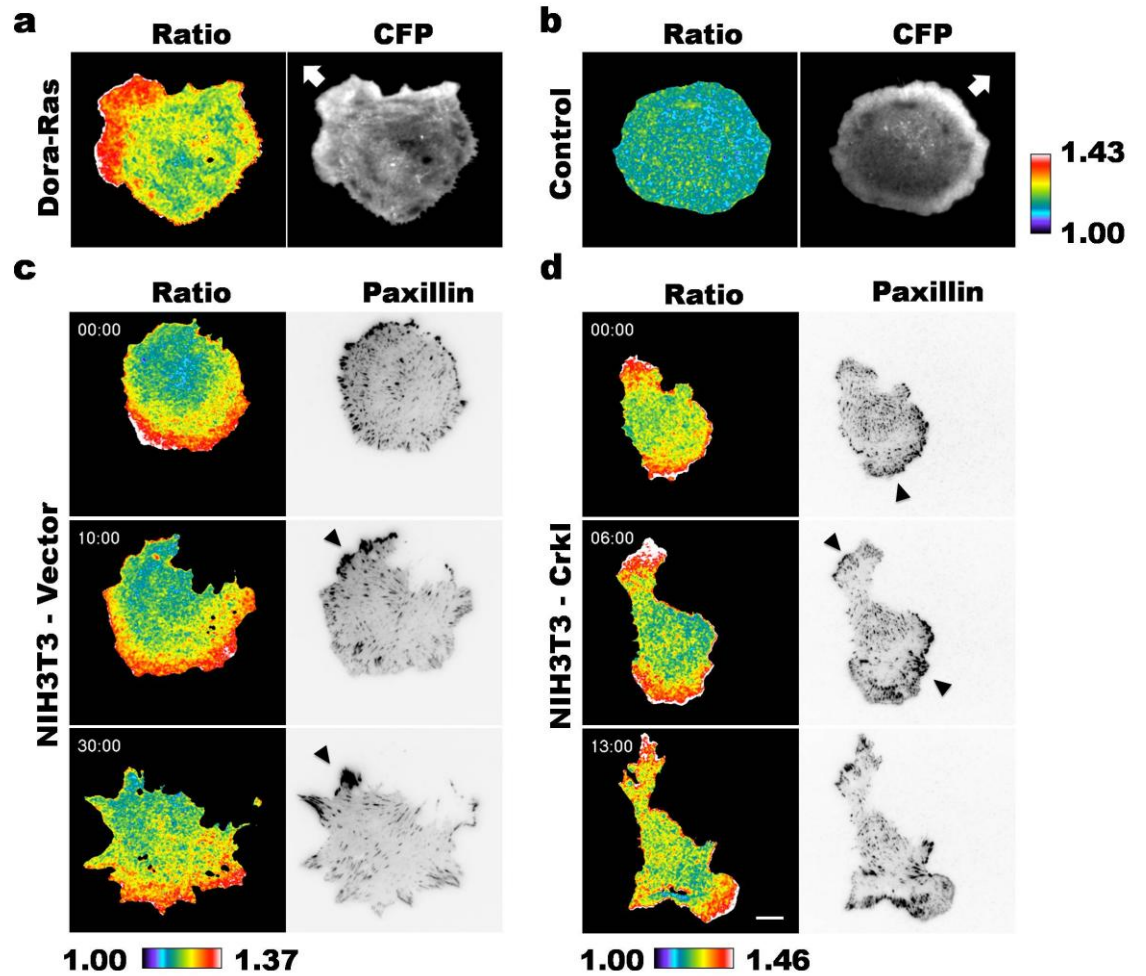 a
Ratio CFP
Dora-Ras
b
Ratio CFP
Control
1.43
1.00
c
Ratio Paxillin
NIH3T3 - Vector
00:00
10:00
30:00
1.00 1.37
d
Ratio Paxillin
NIH3T3 - CrkI
00:00
06:00
13:00
1.00 1.46